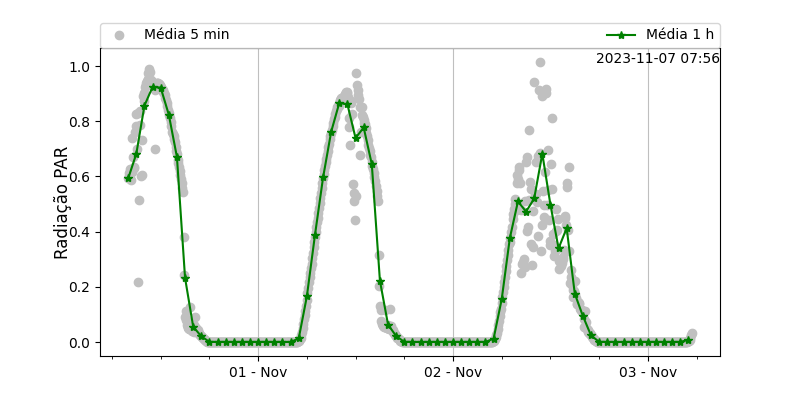 Média 5 min
Média 1 h
2023-11-07 07:56
Radiação PAR
1.0
0.8
0.6
0.4
0.2
0.0
01 - Nov
02 - Nov
03 - Nov